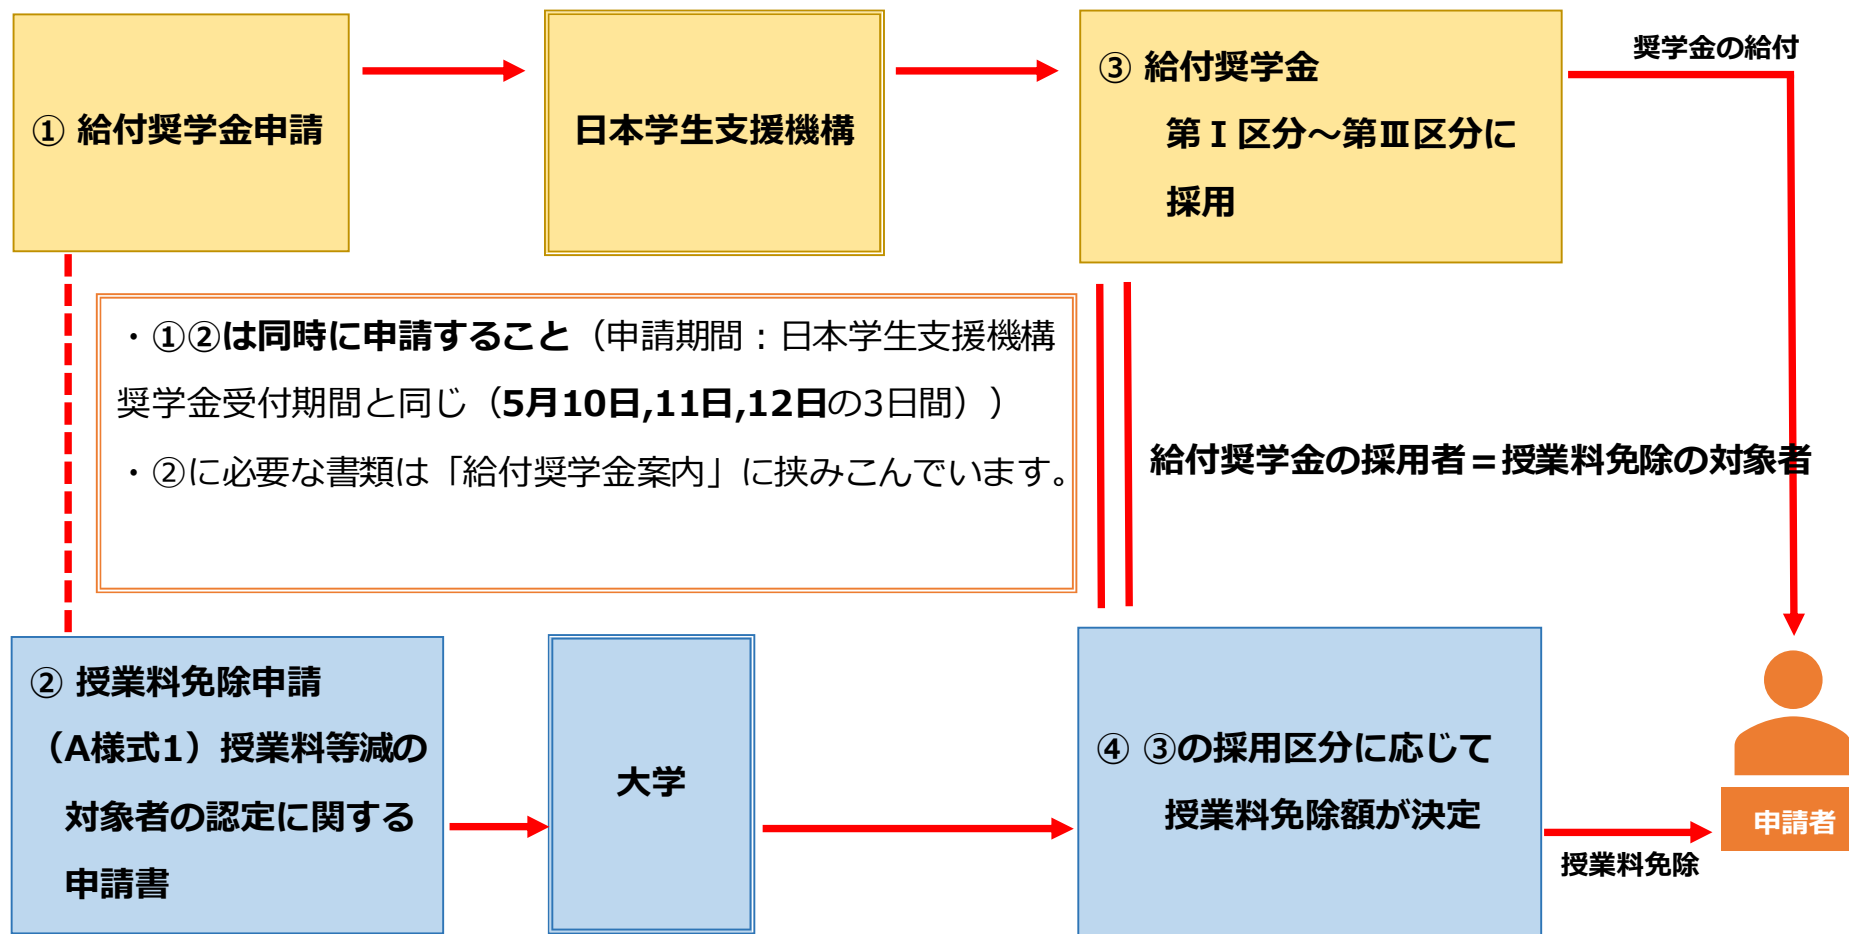 ① 給付奨学金申請
日本学生支援機構
③ 給付奨学金
第Ⅰ区分～第Ⅲ区分に
採用
奨学金の給付
・①②は同時に申請すること（申請期間：日本学生支援機構
奨学金受付期間と同じ（5月10日,11日,12日の3日間））
・②に必要な書類は「給付奨学金案内」に挟みこんでいます。
給付奨学金の採用者＝授業料免除の対象者
② 授業料免除申請
（A様式1）授業料等減の
対象者の認定に関する
申請書
大学
④ ③の採用区分に応じて
授業料免除額が決定
授業料免除
申請者